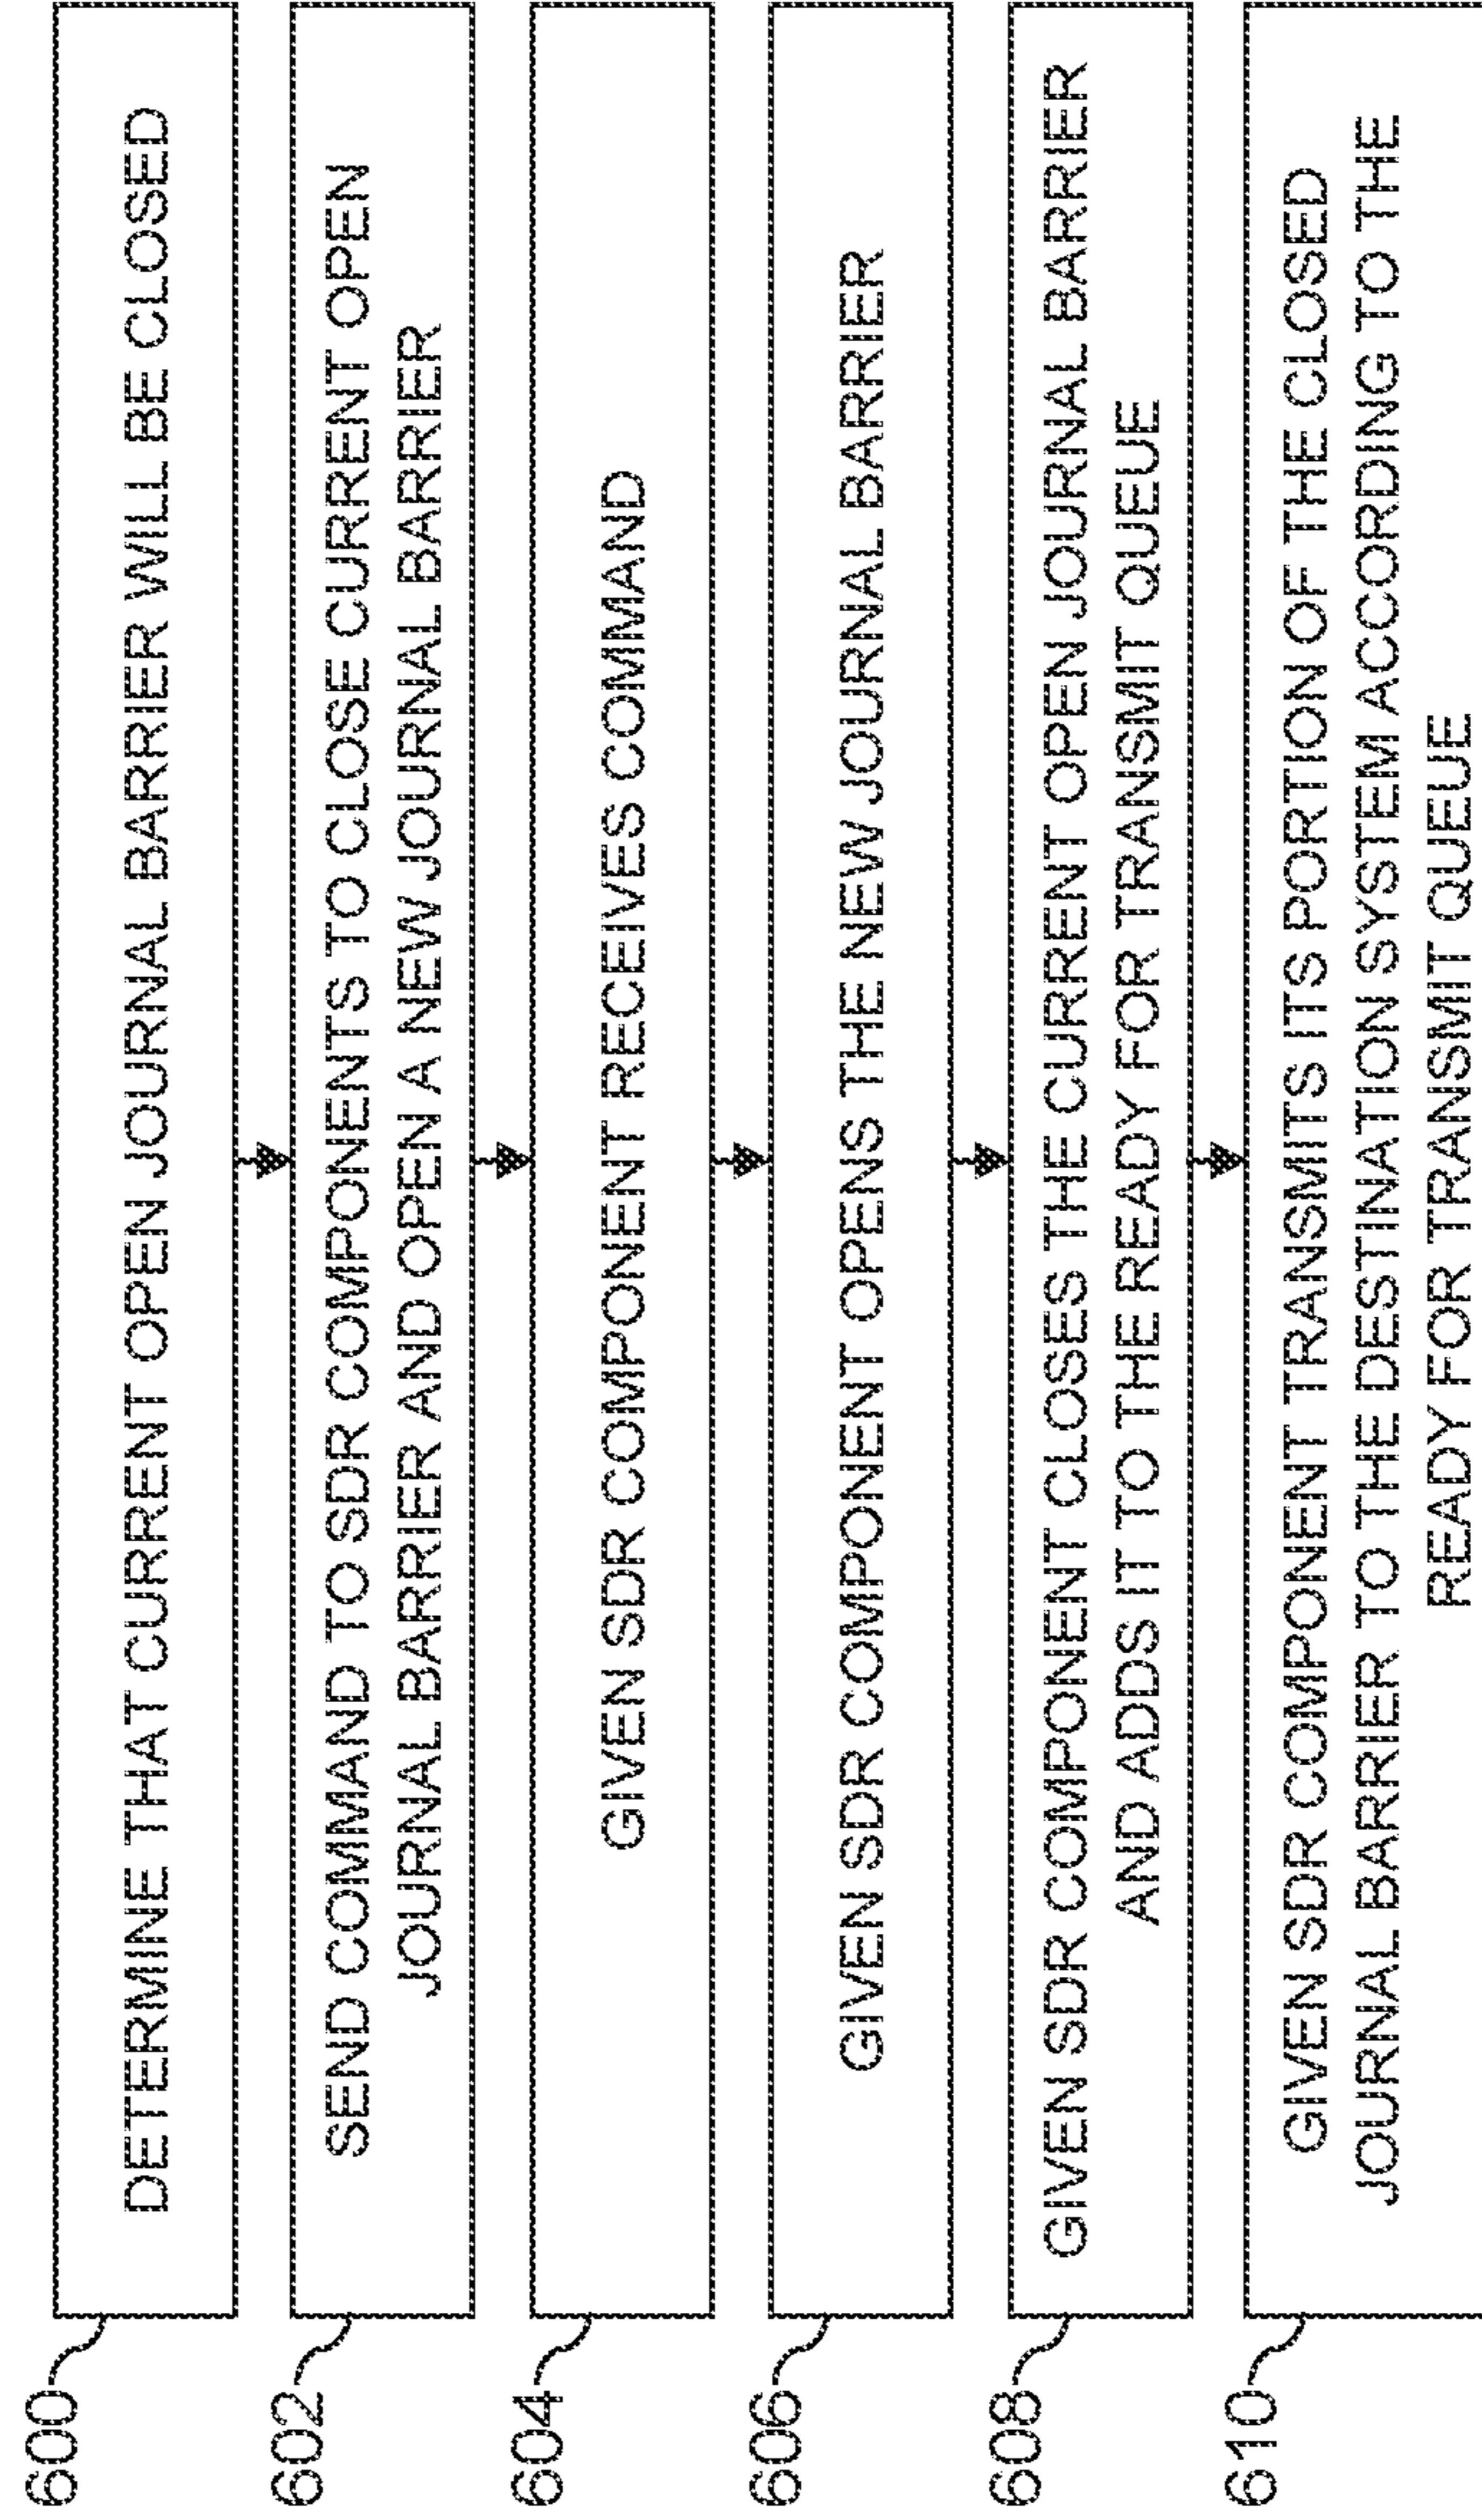 600
DETERMINE THAT CURRENT OPEN JOURNAL BARRIER WILL BE CLOSED
602
SEND COMMAND TO SDR COMPONENTS TO CLOSE CURRENT OPEN
JOURNAL BARRIER AND OPEN A NEW JOURNAL BARRIER
604
GIVEN SDR COMPONENT RECEIVES COMMAND
606
GIVEN SDR COMPONENT OPENS THE NEW JOURNAL BARRIER
608
GIVEN SDR COMPONENT CLOSES THE CURRENT OPEN JOURNAL BARRIER
AND ADDS IT TO THE READY FOR TRANSMIT QUEUE
610
GIVEN SDR COMPONENT TRANSMITS ITS PORTION OF THE CLOSED
JOURNAL BARRIER TO THE DESTINATION SYSTEM ACCORDING TO THE
READY FOR TRANSMIT QUEUE